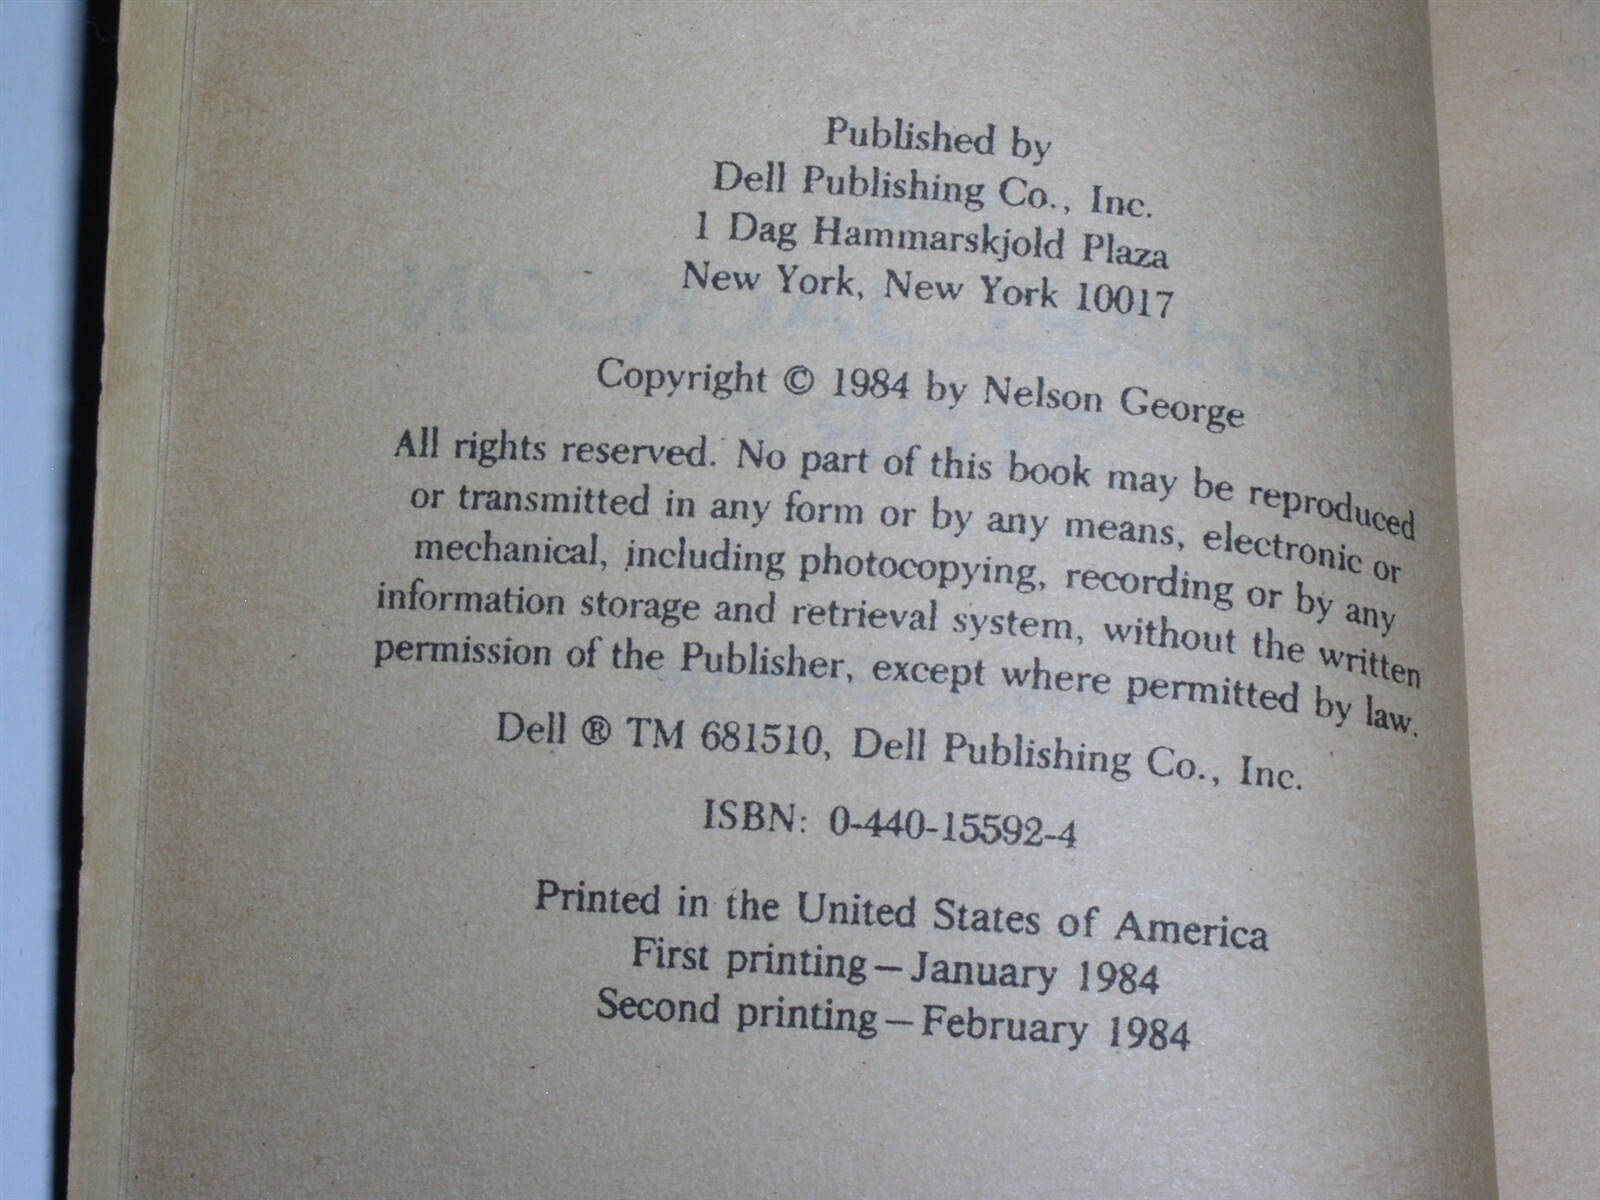 Published by
Dell Publishing Co., Inc.
1 Dag Hammarskjold Plaza
New York, New York 10017
Copyright © 1984 by Nelson George
All rights reserved. No part of this book may be reproduced
or transmitted in any form or by any means, electronic or
mechanical, including photocopying, recording or by any
information storage and retrieval system, without the written
permission of the Publisher, except where permitted by law.
Dell ® TM 681510, Dell Publishing Co., Inc.
ISBN: 0-440-15592-4
Printed in the United States of America
First printing—January 1984
Second printing—February 1984